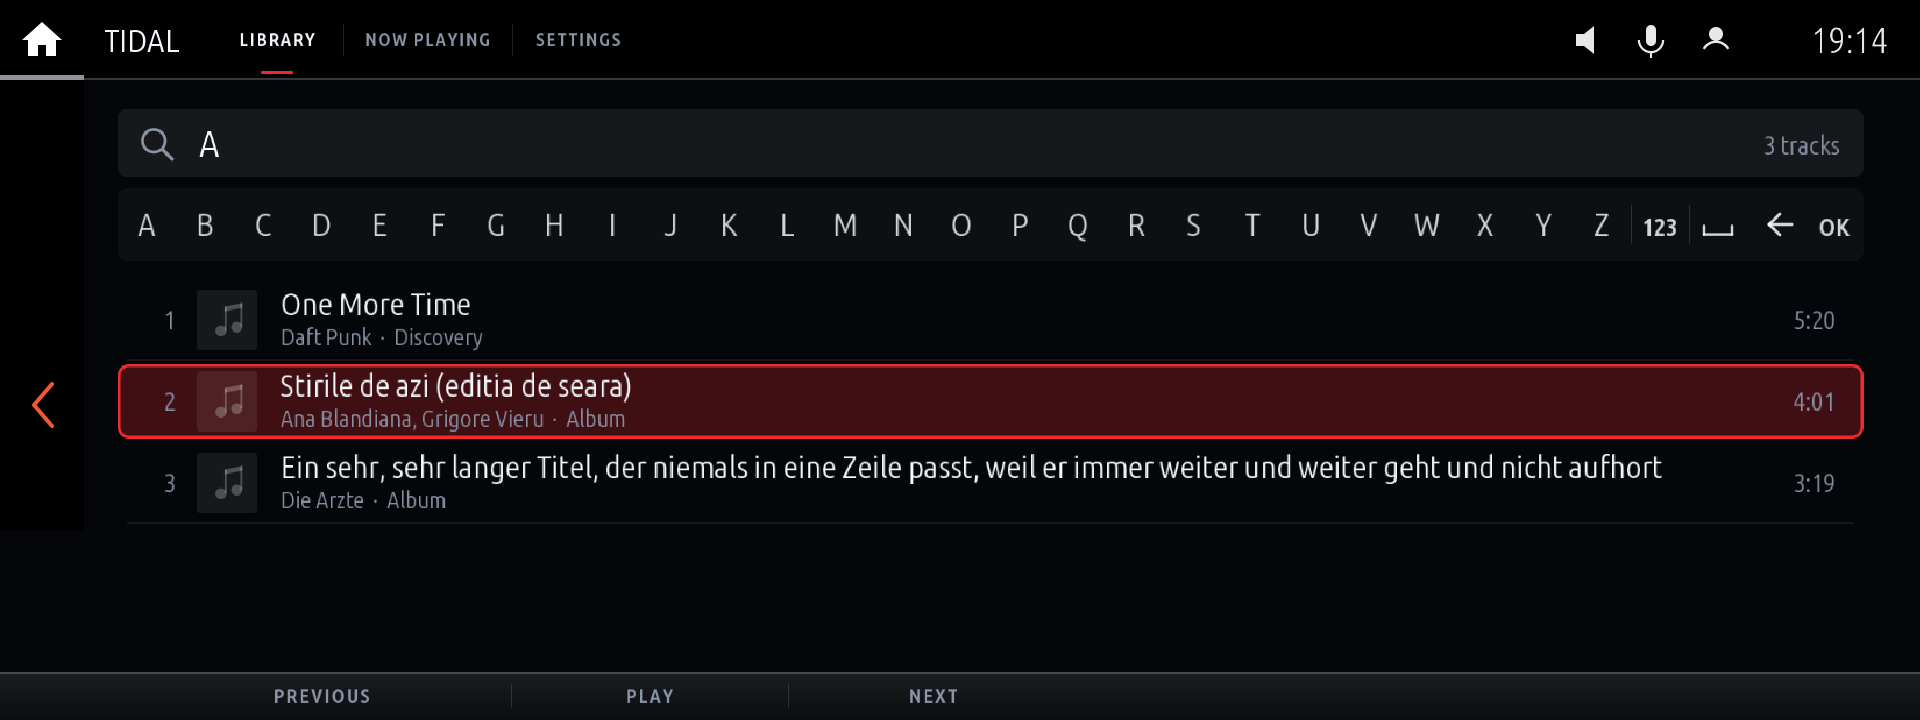 TIDAL LIBRARY NOW PLAYING SETTINGS 19:14
A 3 tracks
A B C D E F G H I J K L M N O P Q R S T U V W X Y Z 123 OK
1 One More Time 5:20
Daft Punk · Discovery
2 Stirile de azi (editia de seara) 4:01
Ana Blandiana, Grigore Vieru · Album
3 Ein sehr, sehr langer Titel, der niemals in eine Zeile passt, weil er immer weiter und weiter geht und nicht aufhort 3:19
Die Arzte · Album
PREVIOUS PLAY NEXT